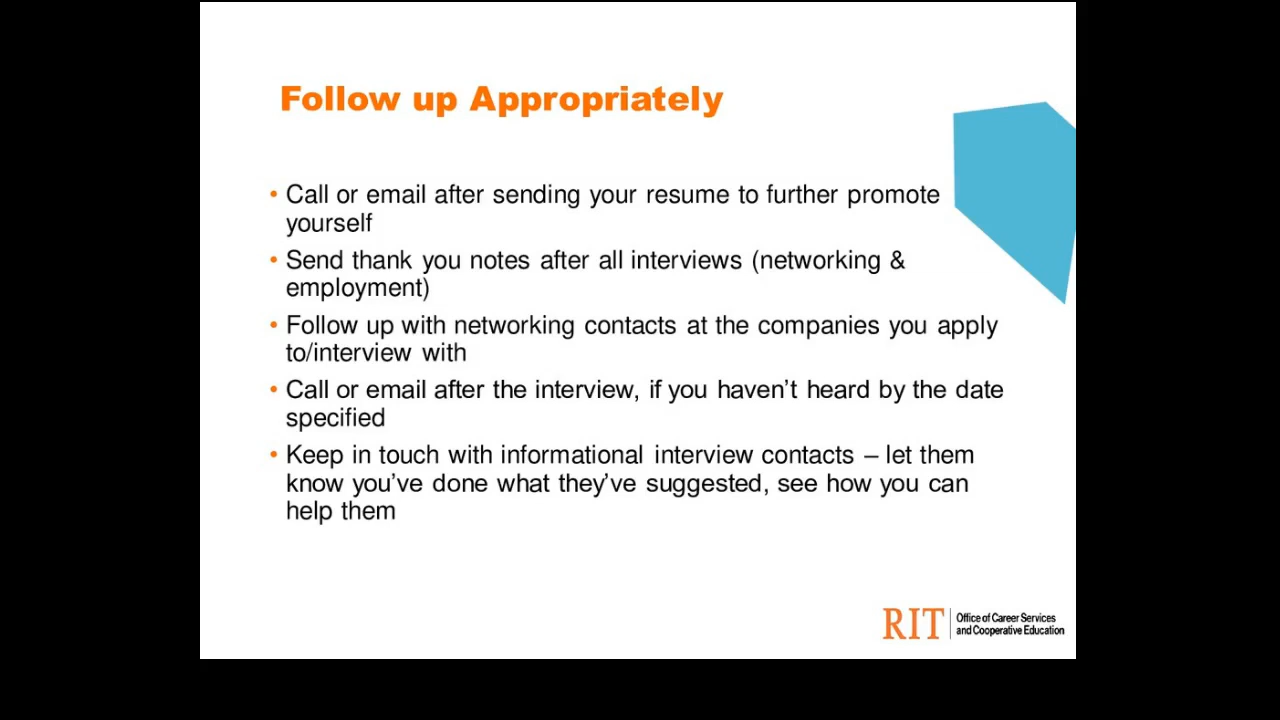 Follow up Appropriately
• Call or email after sending your resume to further promote
yourself
• Send thank you notes after all interviews (networking &
employment)
• Follow up with networking contacts at the companies you apply
to/interview with
• Call or email after the interview, if you haven’t heard by the date
specified
• Keep in touch with informational interview contacts – let them
know you’ve done what they’ve suggested, see how you can
help them
RIT
Office of Career Services
and Cooperative Education